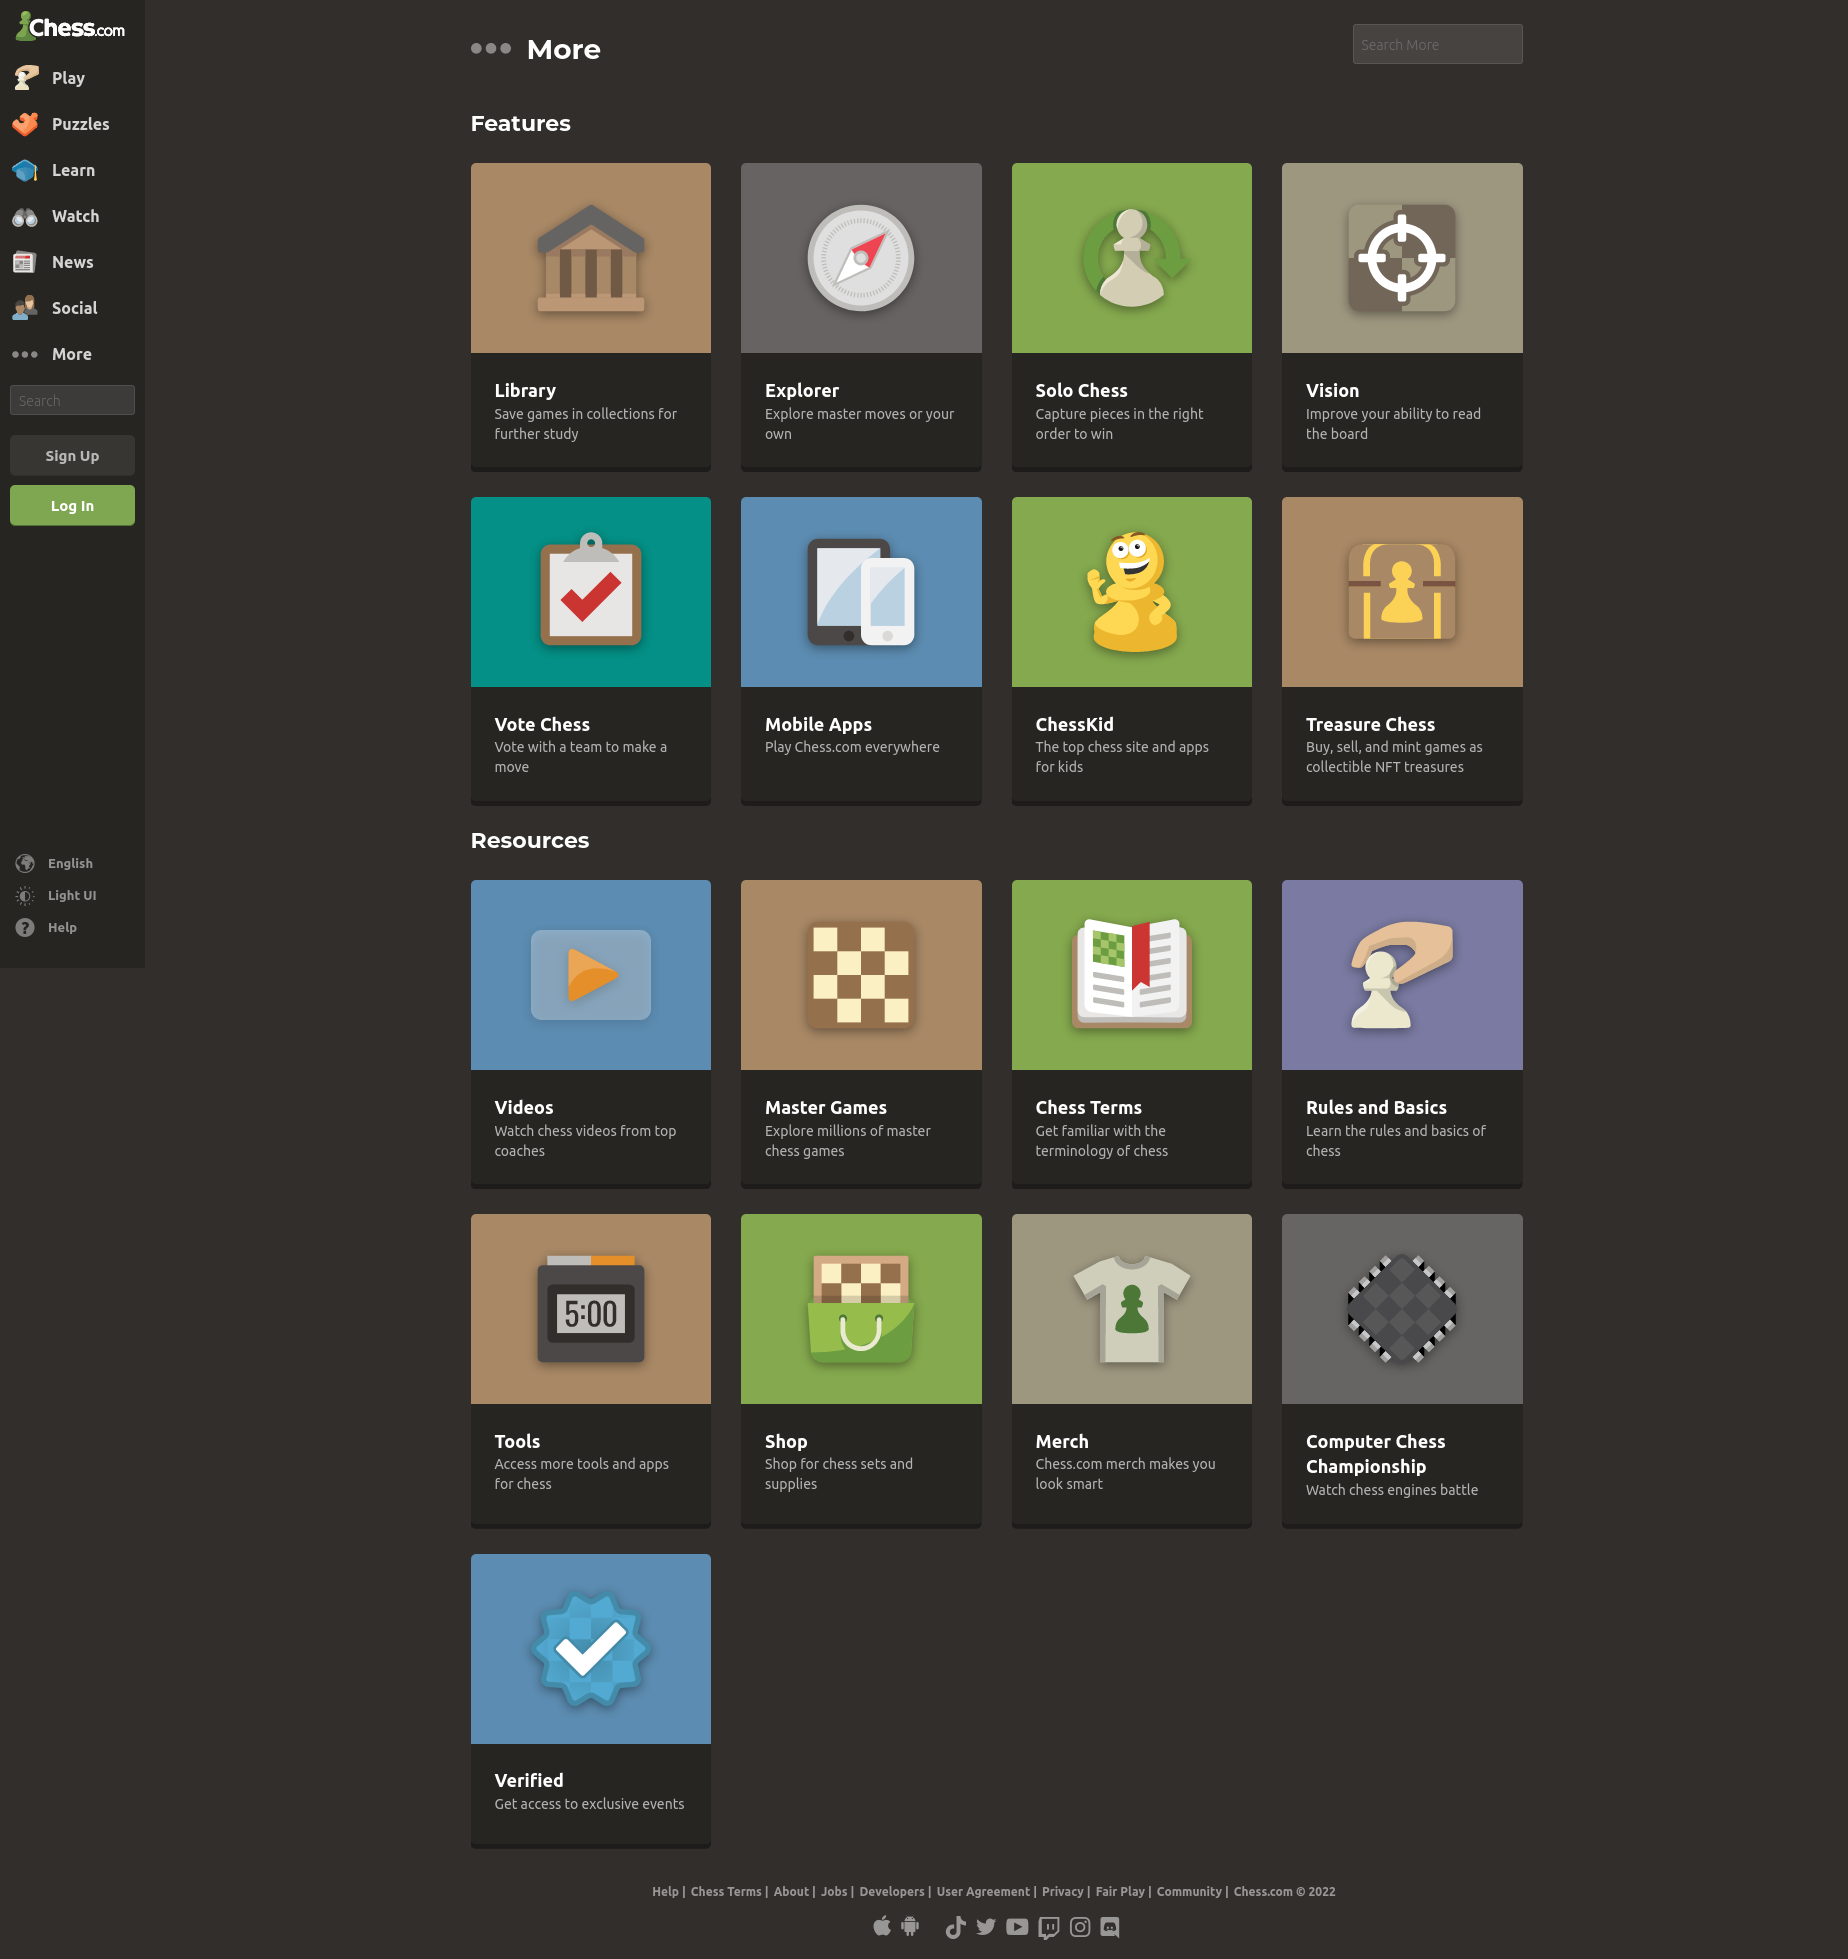 Chess.com
Play
Puzzles
Learn
Watch
News
Social
More
Search
Sign Up
Log In
English
Light UI
Help
More
Search More
Features
Library
Save games in collections for
further study
Explorer
Explore master moves or your
own
Solo Chess
Capture pieces in the right
order to win
Vision
Improve your ability to read
the board
Vote Chess
Vote with a team to make a
move
Mobile Apps
Play Chess.com everywhere
ChessKid
The top chess site and apps
for kids
Treasure Chess
Buy, sell, and mint games as
collectible NFT treasures
Resources
Videos
Watch chess videos from top
coaches
Master Games
Explore millions of master
chess games
Chess Terms
Get familiar with the
terminology of chess
Rules and Basics
Learn the rules and basics of
chess
5:00
Tools
Access more tools and apps
for chess
Shop
Shop for chess sets and
supplies
Merch
Chess.com merch makes you
look smart
Computer Chess
Championship
Watch chess engines battle
Verified
Get access to exclusive events
Help | Chess Terms | About | Jobs | Developers | User Agreement | Privacy | Fair Play | Community | Chess.com © 2022